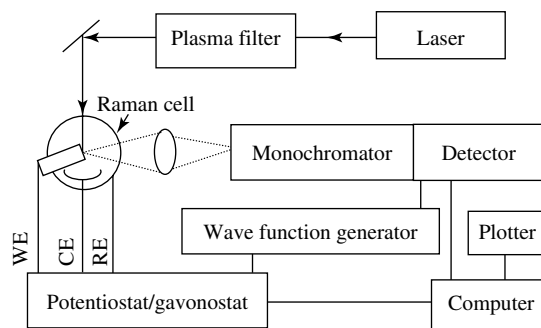 Plasma filter
Laser
Raman cell
Monochromator
Detector
Wave function generator
Plotter
WE
CE
RE
Potentiostat/gavonostat
Computer